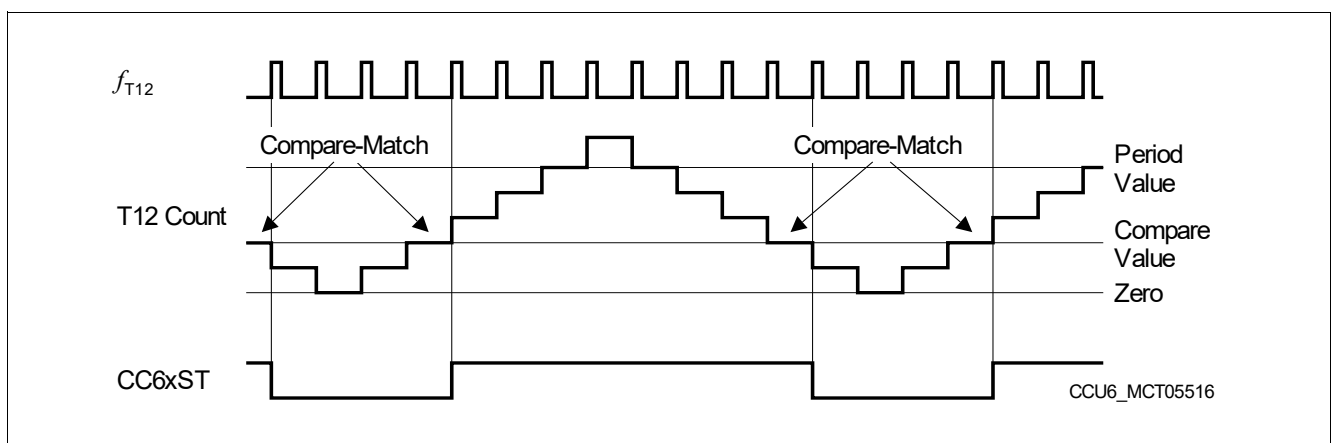 fT12
Compare-Match
Compare-Match
Period
Value
T12 Count
Compare
Value
Zero
CC6xST
CCU6_MCT05516